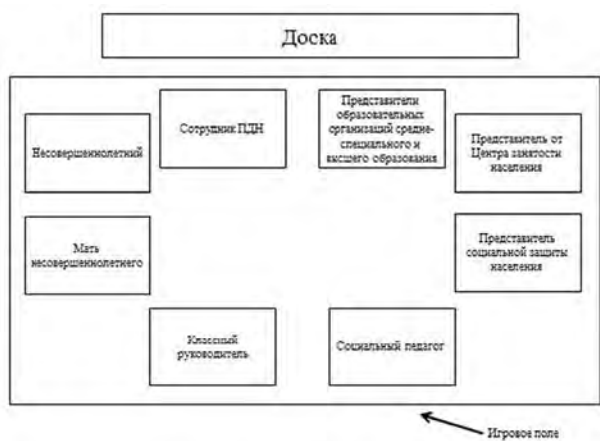 Доска
Сотрудник ПДН
Представители
образовательных
организаций средне-
специального и
высшего образования
Несовершеннолетний
Представитель от
Центра занятости
населения
Мать
несовершеннолетнего
Представитель
социальной защиты
населения
Классный
руководитель
Социальный педагог
Игровое поле